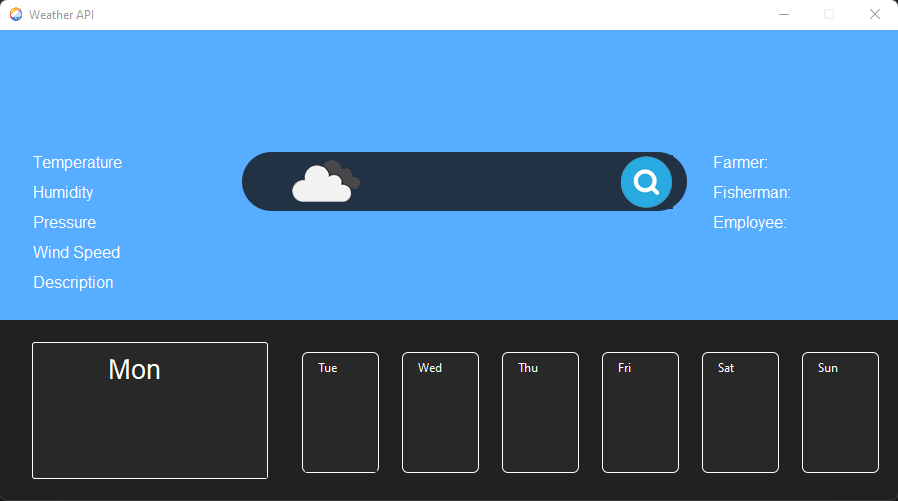 Weather API
Temperature
Humidity
Pressure
Wind Speed
Description
Farmer:
Fisherman:
Employee:
Mon
Tue
Wed
Thu
Fri
Sat
Sun